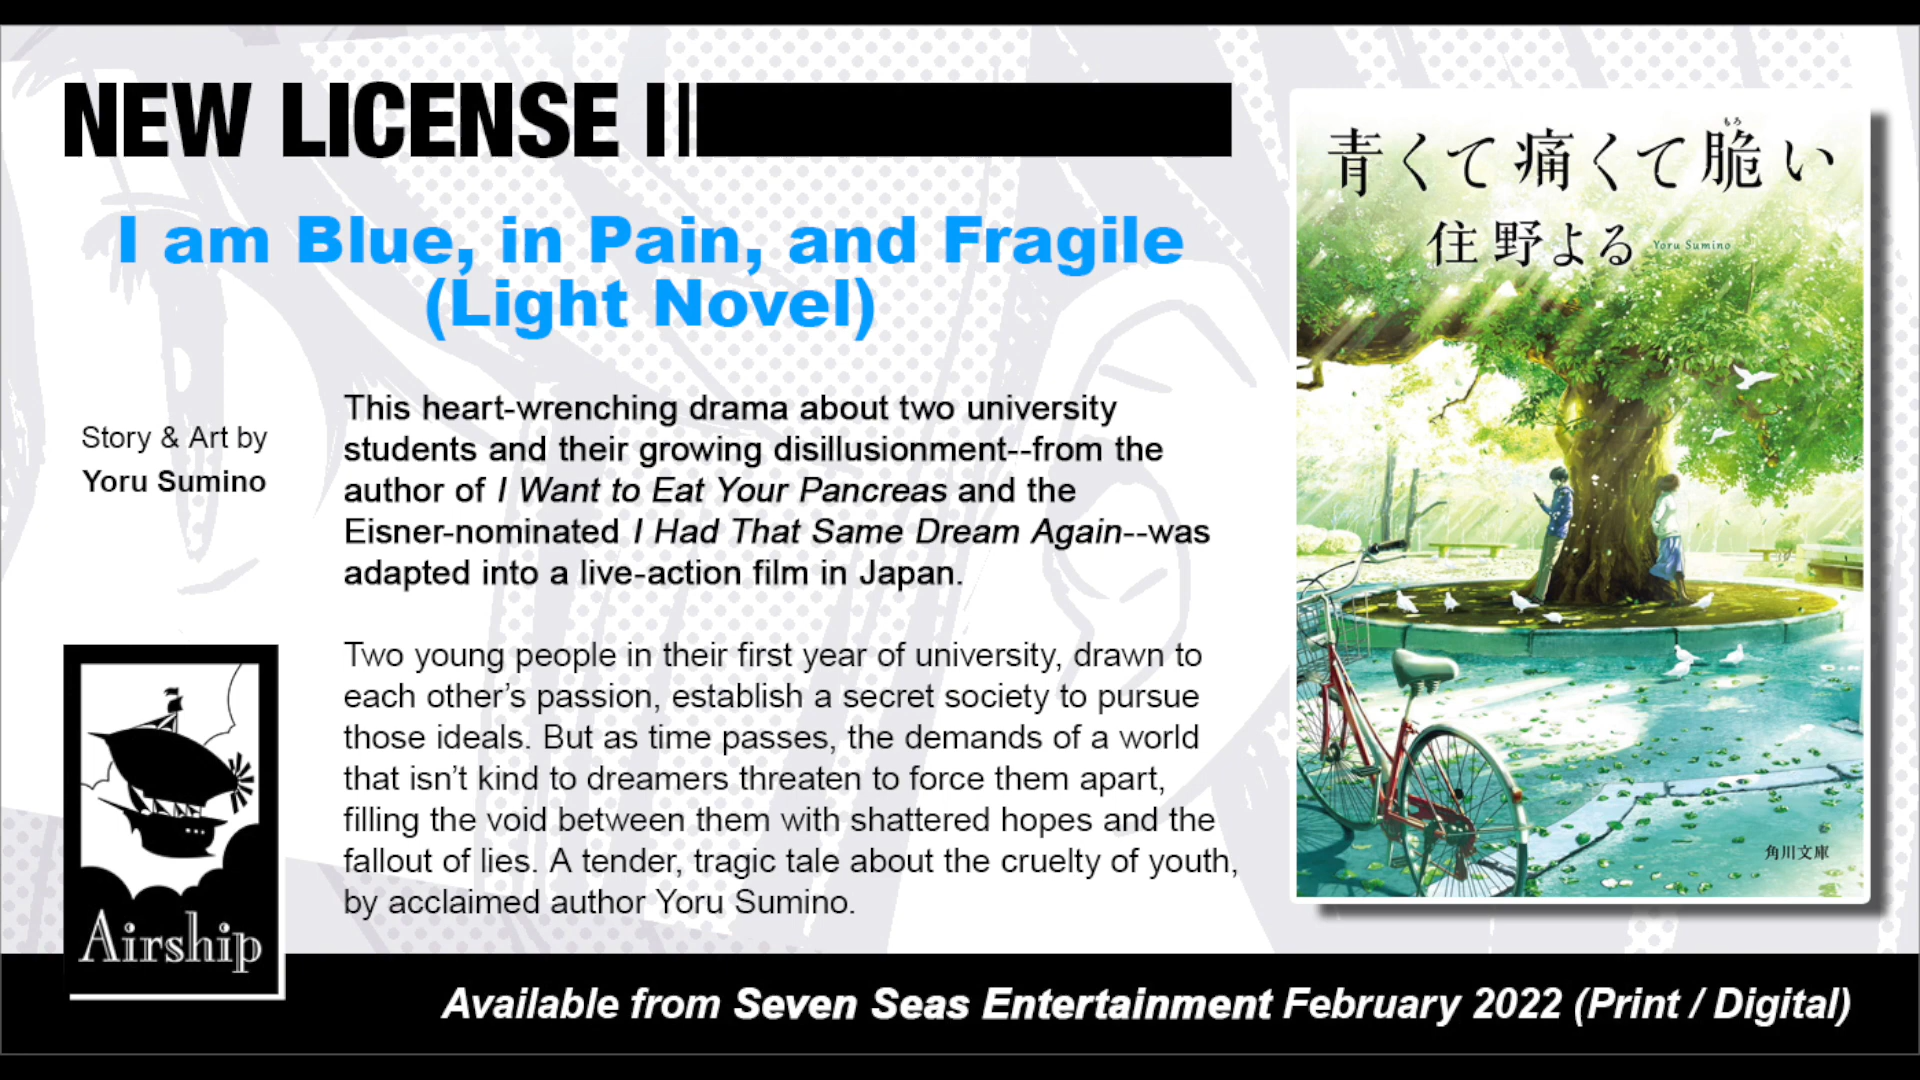 NEW LICENSE
I am Blue, in Pain, and Fragile
(Light Novel)
Story & Art by
Yoru Sumino
This heart-wrenching drama about two university
students and their growing disillusionment--from the
author of I Want to Eat Your Pancreas and the
Eisner-nominated I Had That Same Dream Again--was
adapted into a live-action film in Japan.
Two young people in their first year of university, drawn to
each other’s passion, establish a secret society to pursue
those ideals. But as time passes, the demands of a world
that isn’t kind to dreamers threaten to force them apart,
filling the void between them with shattered hopes and the
fallout of lies. A tender, tragic tale about the cruelty of youth,
by acclaimed author Yoru Sumino.
Airship
Available from Seven Seas Entertainment February 2022 (Print / Digital)
もろ
青くて痛くて脆い
住野よる Yoru Sumino
角川文庫